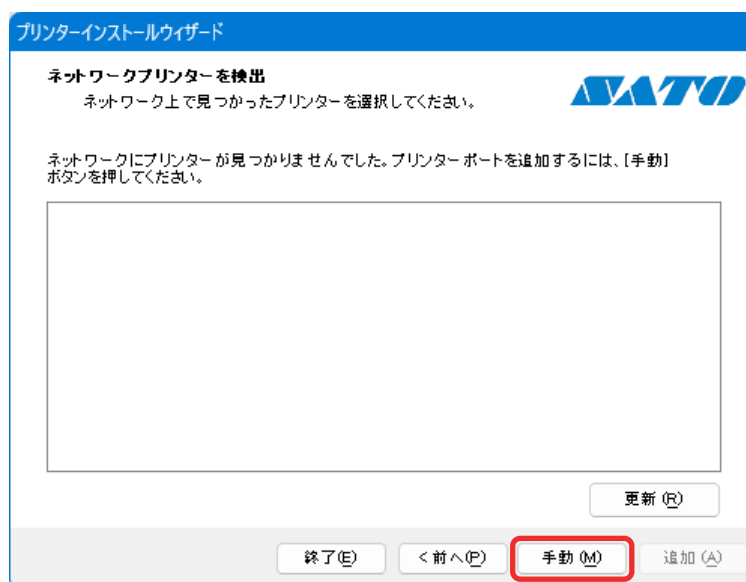 プリンターインストールウィザード
ネットワークプリンターを検出
ネットワーク上で見つかったプリンターを選択してください。
SATO
ネットワークにプリンターが見つかりませんでした。プリンターポートを追加するには、[手動]
ボタンを押してください。
更新(R)
終了(E)
<前へ(P)
手動(M)
追加(A)